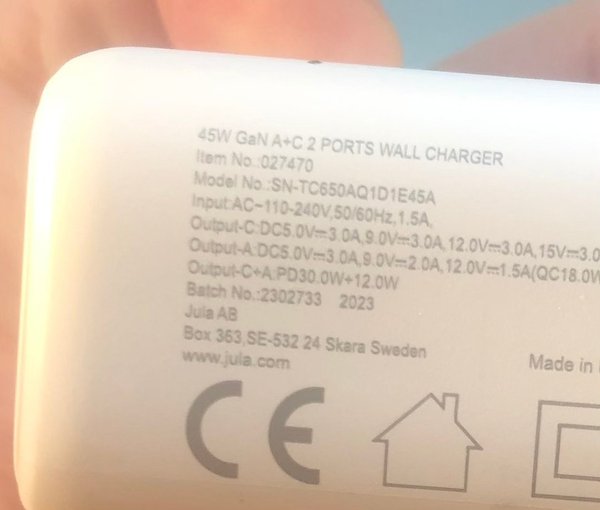 45W GaN A+C 2 PORTS WALL CHARGER
Item No.:027470
Model No.:SN-TC650AQ1D1E45A
Input:AC~110-240V,50/60Hz,1.5A,
Output-C:DC5.0V⎓3.0A,9.0V⎓3.0A,12.0V⎓3.0A,15V⎓3.0
Output-A:DC5.0V⎓3.0A,9.0V⎓2.0A,12.0V⎓1.5A(QC18.0W
Output-C+A:PD30.0W+12.0W
Batch No.:2302733 2023
Jula AB
Box 363,SE-532 24 Skara Sweden
www.jula.com
Made in
CE